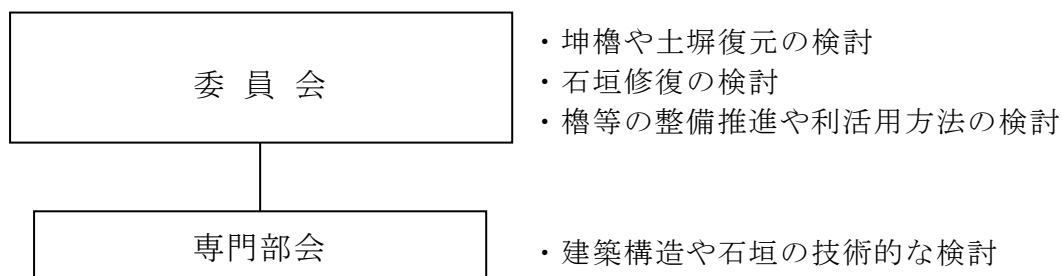 委員会
・坤櫓や土塀復元の検討
・石垣修復の検討
・櫓等の整備推進や利活用方法の検討
専門部会
・建築構造や石垣の技術的な検討